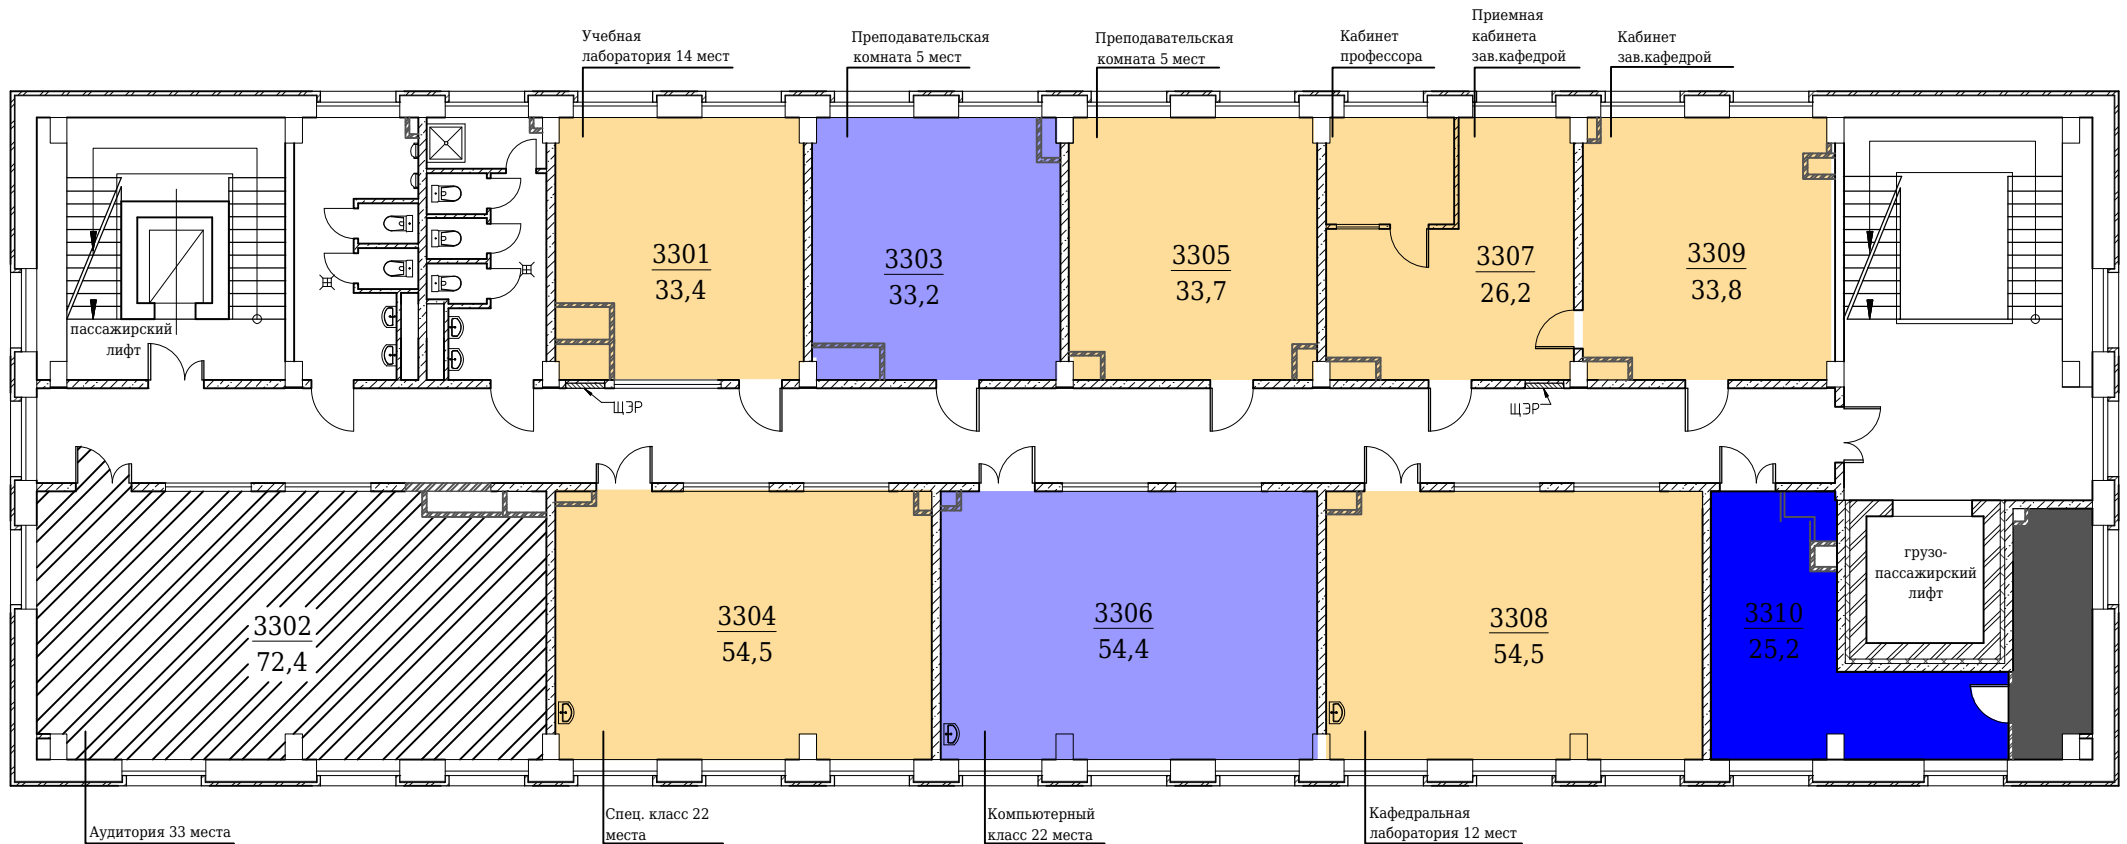 Учебная
лаборатория 14 мест
Преподавательская
комната 5 мест
Преподавательская
комната 5 мест
Кабинет
профессора
Приемная
кабинета
зав.кафедрой
Кабинет
зав.кафедрой
3301
33,4
3303
33,2
3305
33,7
3307
26,2
3309
33,8
пассажирский
лифт
ЩЭР
ЩЭР
3302
72,4
3304
54,5
3306
54,4
3308
54,5
3310
25,2
грузо-
пассажирский
лифт
Аудитория 33 места
Спец. класс 22
места
Компьютерный
класс 22 места
Кафедральная
лаборатория 12 мест